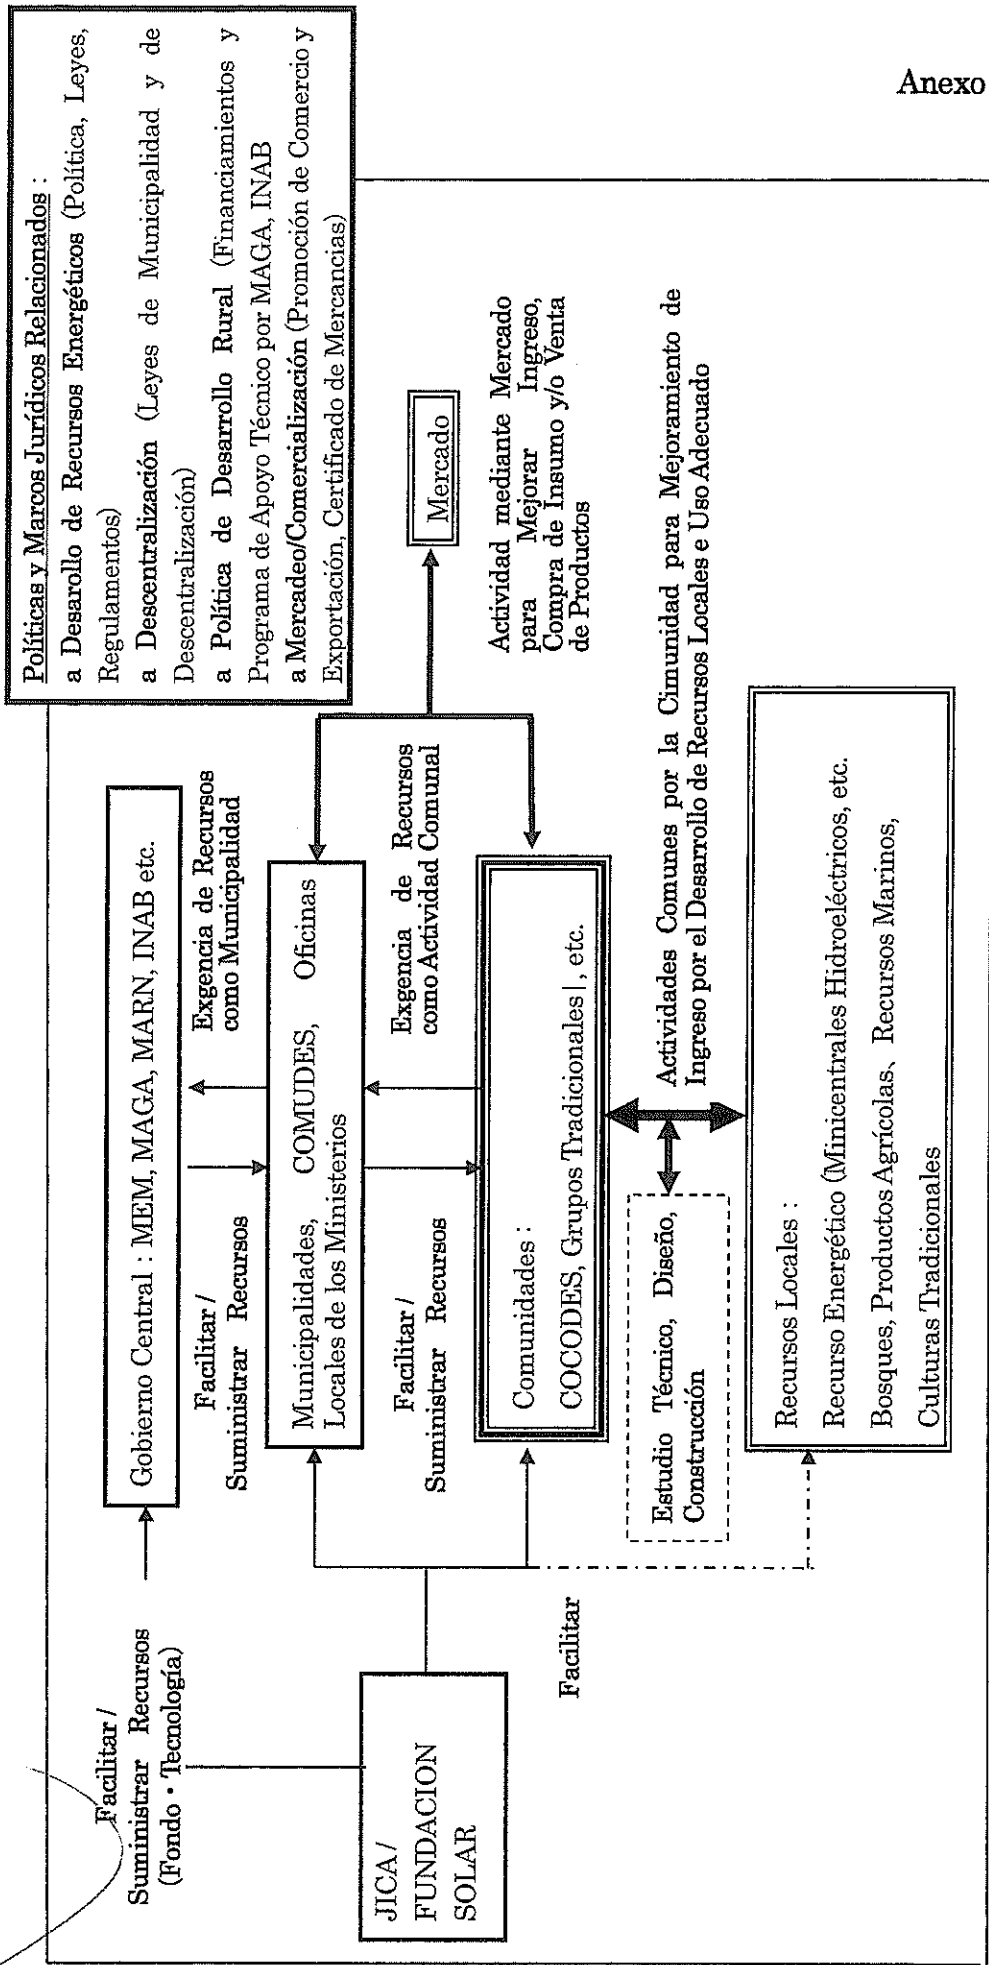 Anexo
Políticas y Marcos Jurídicos Relacionados :
a Desarollo de Recursos Energéticos (Política, Leyes,
Regulamentos)
a Descentralización (Leyes de Municipalidad y de
Descentralización)
a Política de Desarrollo Rural (Financiamientos y
Programa de Apoyo Técnico por MAGA, INAB
a Mercadeo/Comercialización (Promoción de Comercio y
Exportación, Certificado de Mercancias)
Facilitar /
Suministrar Recursos
(Fondo・Tecnología)
Gobierno Central : MEM, MAGA, MARN, INAB etc.
Facilitar /
Suministrar Recursos
Exgencia de Recursos
como Municipalidad
Municipalidades, COMUDES, Oficinas
Locales de los Ministerios
Facilitar /
Suministrar Recursos
Exgencia de Recursos
como Actividad Comunal
Mercado
Actividad mediante Mercado
para Mejorar Ingreso,
Compra de Insumo y/o Venta
de Productos
JICA /
FUNDACION
SOLAR
Comunidades :
COCODES, Grupos Tradicionales|, etc.
Facilitar
Estudio Técnico, Diseño,
Construcción
Actividades Comunes por la Cimunidad para Mejoramiento de
Ingreso por el Desarrollo de Recursos Locales e Uso Adecuado
Recursos Locales :
Recurso Energético (Minicentrales Hidroeléctricos, etc.
Bosques, Productos Agrícolas、Recursos Marinos,
Culturas Tradicionales